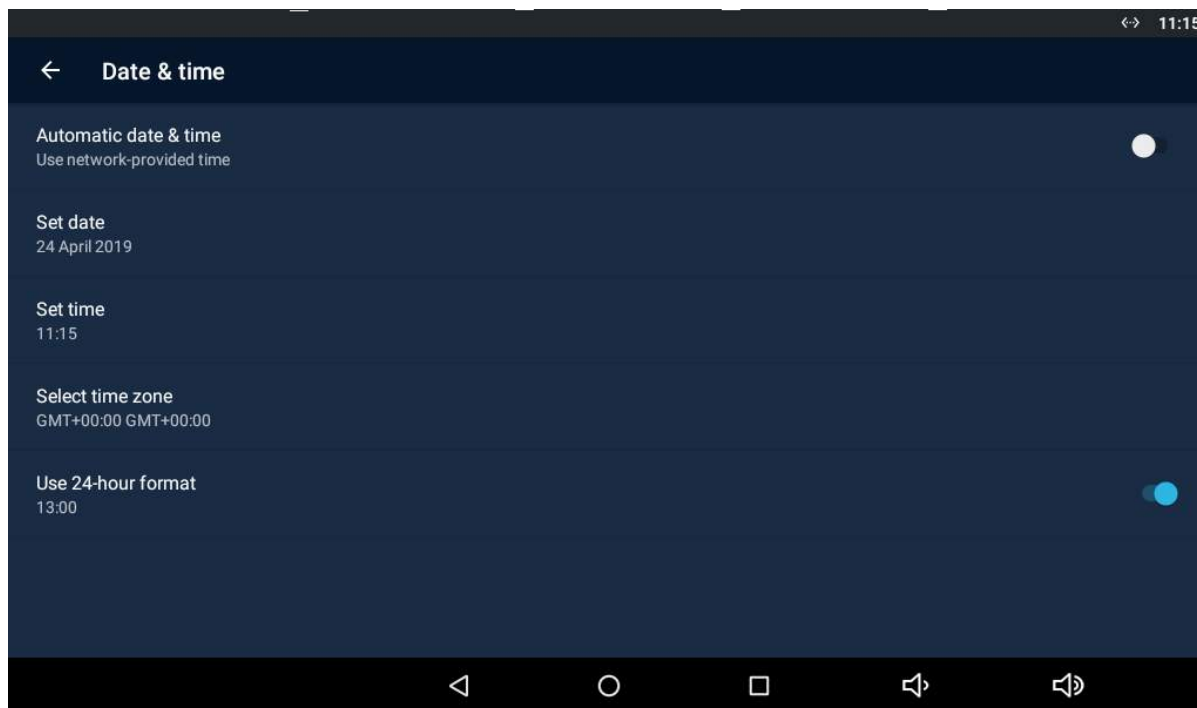 11:15
Date & time
Automatic date & time
Use network-provided time
Set date
24 April 2019
Set time
11:15
Select time zone
GMT+00:00 GMT+00:00
Use 24-hour format
13:00